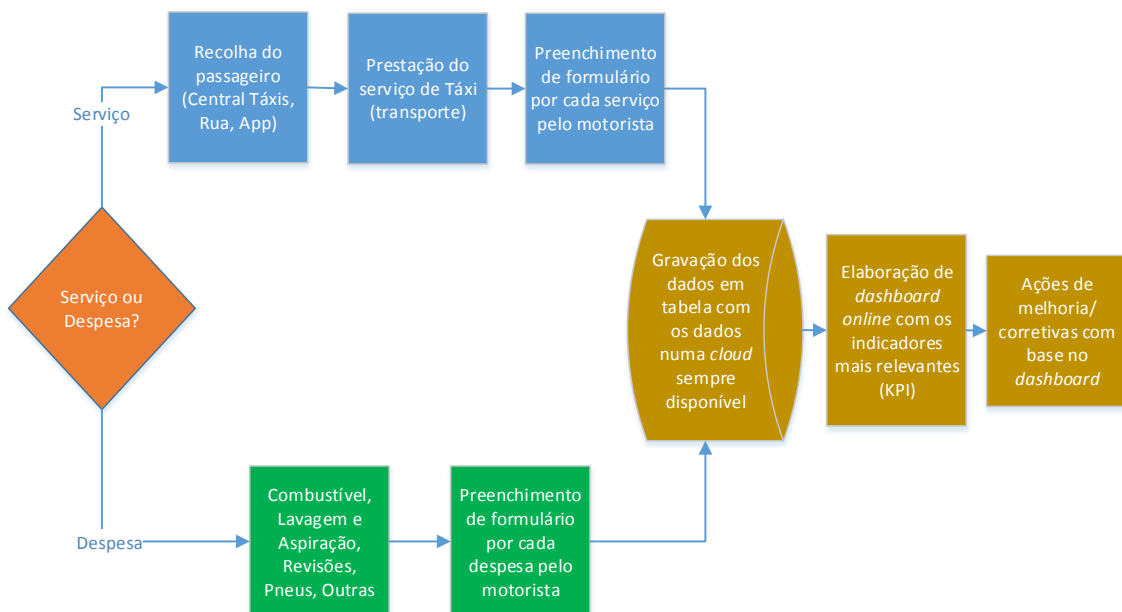 Recolha do
passageiro
(Central Táxis,
Rua, App)
Prestação do
serviço de Táxi
(transporte)
Preenchimento
de formulário
por cada serviço
pelo motorista
Serviço
Serviço ou
Despesa?
Gravação dos
dados em
tabela com
os dados
numa cloud
sempre
disponível
Elaboração de
dashboard
online com os
indicadores
mais relevantes
(KPI)
Ações de
melhoria/
corretivas com
base no
dashboard
Despesa
Combustível,
Lavagem e
Aspiração,
Revisões,
Pneus, Outras
Preenchimento
de formulário
por cada
despesa pelo
motorista